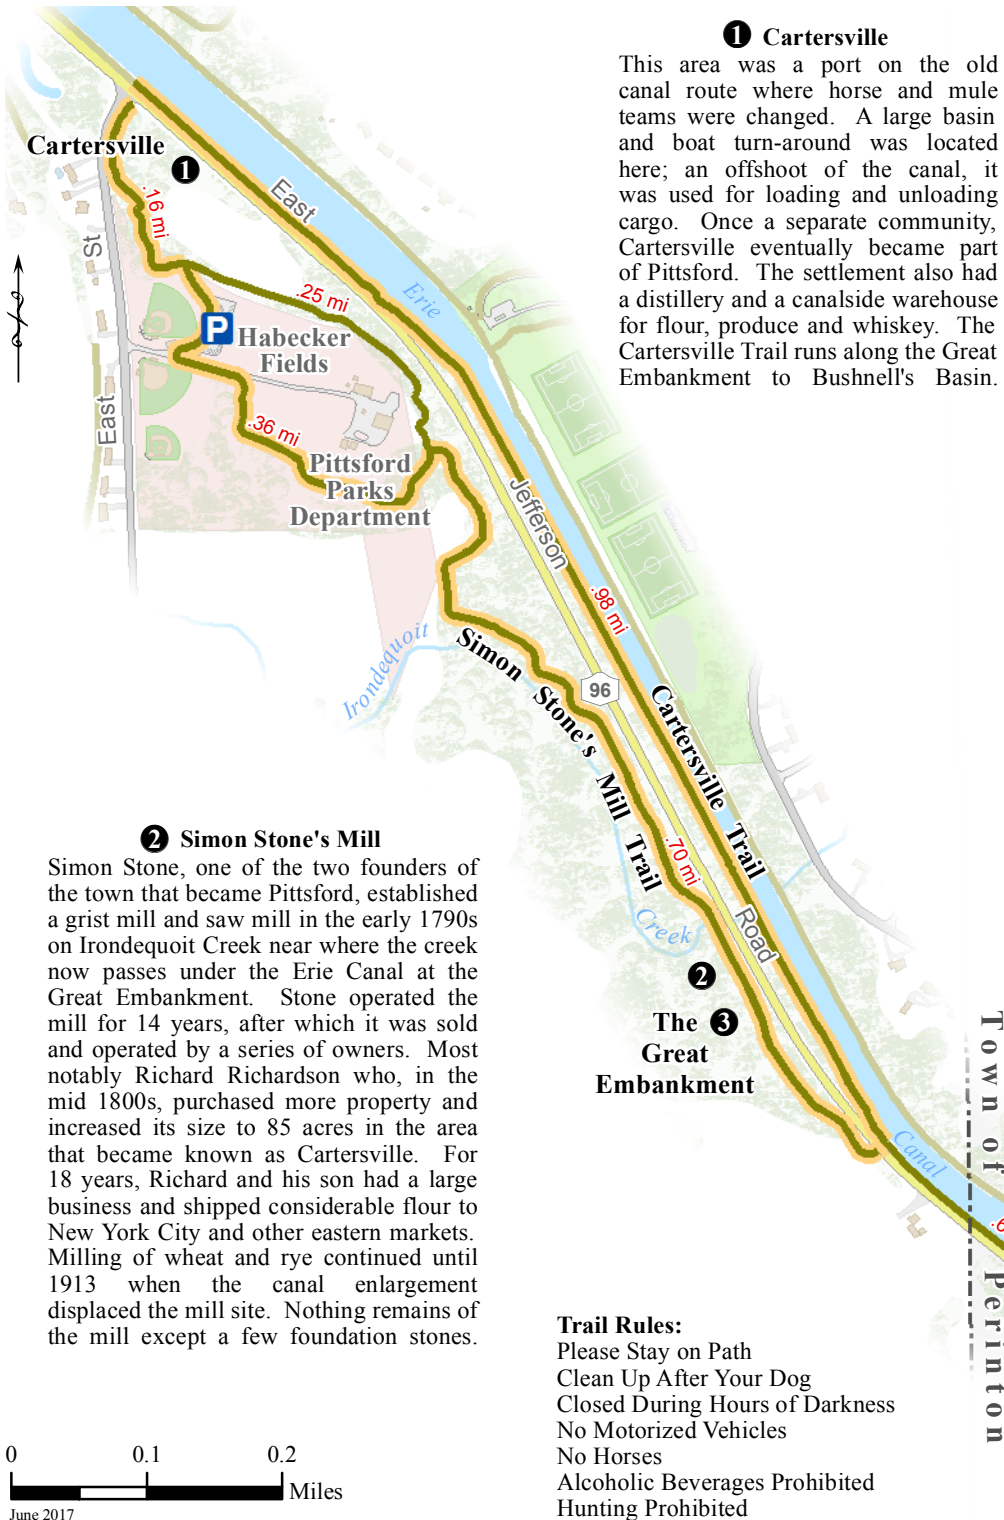 1 Cartersville
This area was a port on the old
canal route where horse and mule
teams were changed. A large basin
and boat turn-around was located
here; an offshoot of the canal, it
was used for loading and unloading
cargo. Once a separate community,
Cartersville eventually became part
of Pittsford. The settlement also had
a distillery and a canalside warehouse
for flour, produce and whiskey. The
Cartersville Trail runs along the Great
Embankment to Bushnell's Basin.
Cartersville
1
.16 mi
East
St
East
Erie
.25 mi
P
Habecker
Fields
.36 mi
Pittsford
Parks
Department
Jefferson
.98 mi
Irondequoit
Simon Stone's Mill Trail
96
Cartersville Trail
.70 mi
Creek
Road
2
The 3
Great
Embankment
Canal
Town of Perinton
2 Simon Stone's Mill
Simon Stone, one of the two founders of
the town that became Pittsford, established
a grist mill and saw mill in the early 1790s
on Irondequoit Creek near where the creek
now passes under the Erie Canal at the
Great Embankment. Stone operated the
mill for 14 years, after which it was sold
and operated by a series of owners. Most
notably Richard Richardson who, in the
mid 1800s, purchased more property and
increased its size to 85 acres in the area
that became known as Cartersville. For
18 years, Richard and his son had a large
business and shipped considerable flour to
New York City and other eastern markets.
Milling of wheat and rye continued until
1913 when the canal enlargement
displaced the mill site. Nothing remains of
the mill except a few foundation stones.
Trail Rules:
Please Stay on Path
Clean Up After Your Dog
Closed During Hours of Darkness
No Motorized Vehicles
No Horses
Alcoholic Beverages Prohibited
Hunting Prohibited
0 0.1 0.2
Miles
June 2017